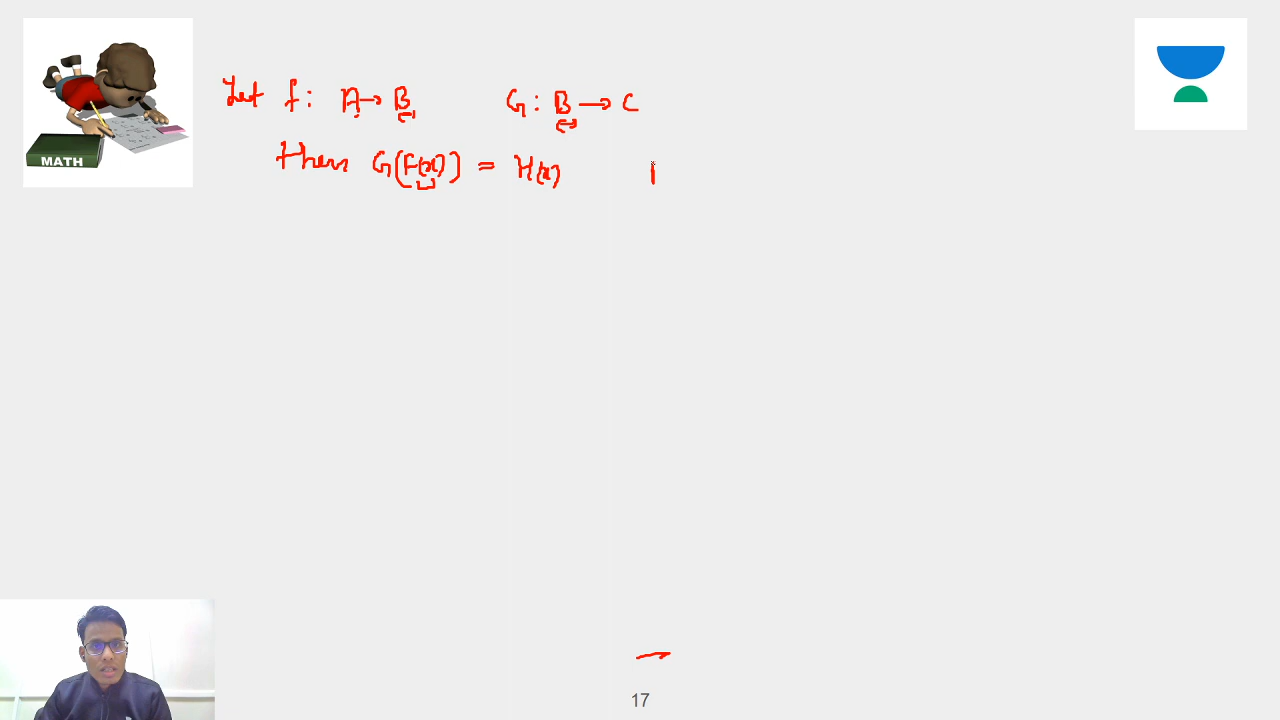 Let f : A → B, G : B → C
then G(F(x)) = H(x)
MATH
17